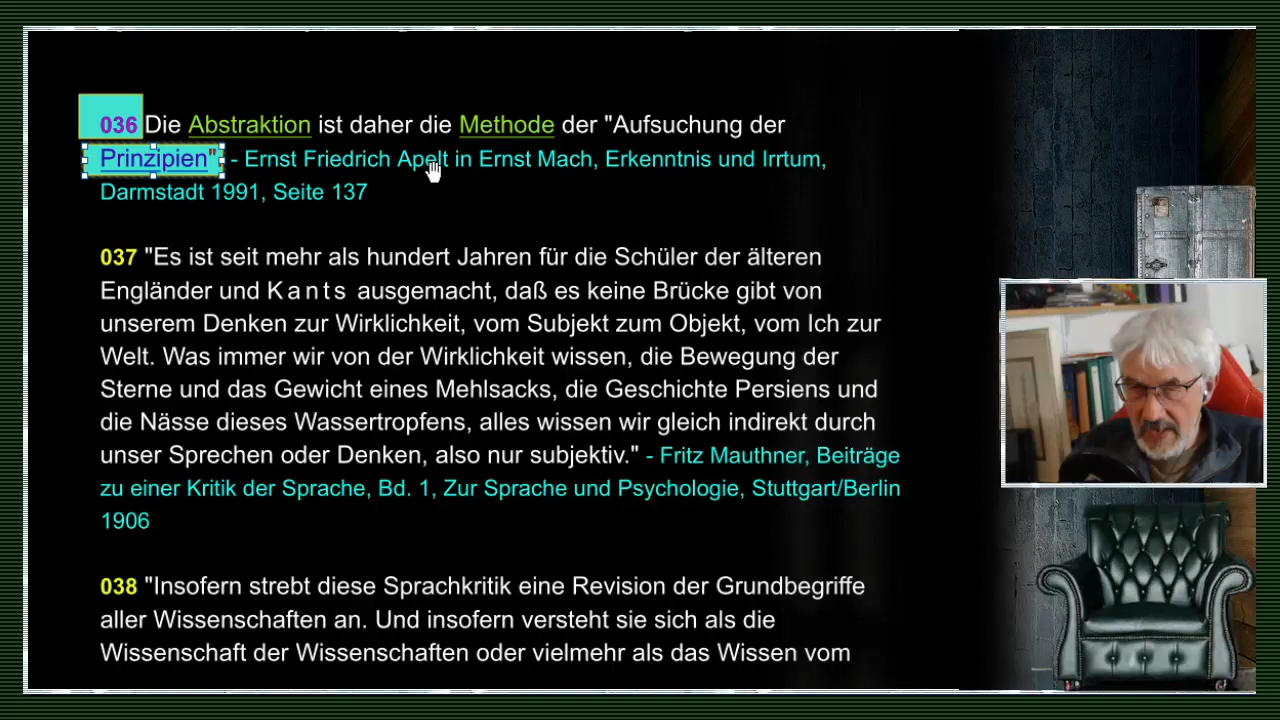 036 Die Abstraktion ist daher die Methode der "Aufsuchung der
Prinzipien" - Ernst Friedrich Apelt in Ernst Mach, Erkenntnis und Irrtum,
Darmstadt 1991, Seite 137
037 "Es ist seit mehr als hundert Jahren für die Schüler der älteren
Engländer und Kants ausgemacht, daß es keine Brücke gibt von
unserem Denken zur Wirklichkeit, vom Subjekt zum Objekt, vom Ich zur
Welt. Was immer wir von der Wirklichkeit wissen, die Bewegung der
Sterne und das Gewicht eines Mehlsacks, die Geschichte Persiens und
die Nässe dieses Wassertropfens, alles wissen wir gleich indirekt durch
unser Sprechen oder Denken, also nur subjektiv." - Fritz Mauthner, Beiträge
zu einer Kritik der Sprache, Bd. 1, Zur Sprache und Psychologie, Stuttgart/Berlin
1906
038 "Insofern strebt diese Sprachkritik eine Revision der Grundbegriffe
aller Wissenschaften an. Und insofern versteht sie sich als die
Wissenschaft der Wissenschaften oder vielmehr als das Wissen vom